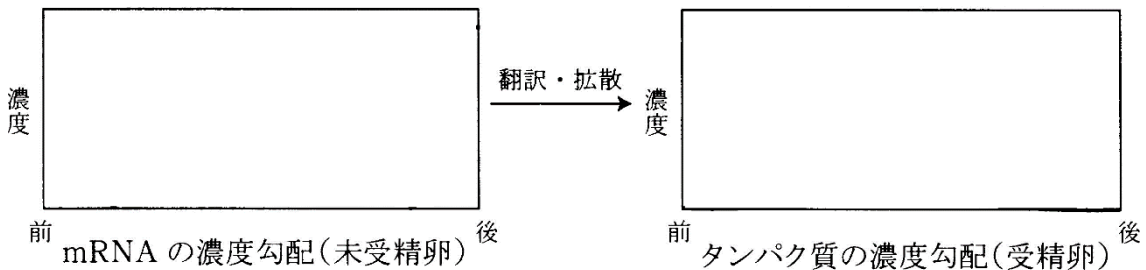 濃度
翻訳・拡散
濃度
前
後
mRNA の濃度勾配(未受精卵)
前
後
タンパク質の濃度勾配(受精卵)